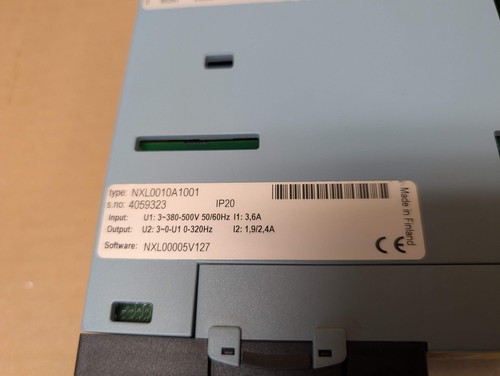 type: NXL0010A1001
s.no: 4059323 IP20
Input: U1: 3~380-500V 50/60Hz I1: 3,6A
Output: U2: 3~0-U1 0-320Hz I2: 1,9/2,4A
Software: NXL00005V127
Made in Finland
CE